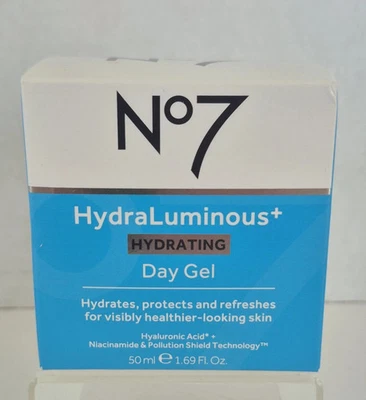 No7
HydraLuminous+
HYDRATING
Day Gel
Hydrates, protects and refreshes
for visibly healthier-looking skin
Hyaluronic Acid* +
Niacinamide & Pollution Shield Technology™
50 ml ℮ 1.69 Fl. Oz.